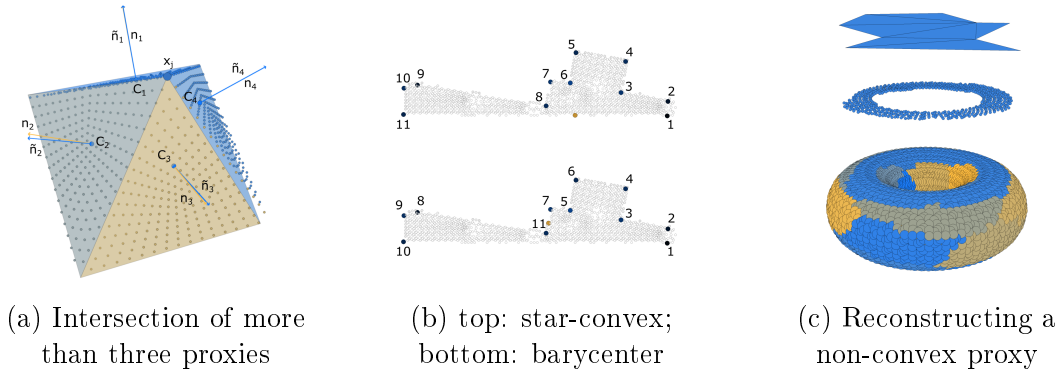 ñ₁ n₁
xⱼ
ñ₄
n₄
C₁
C₄
n₂
ñ₂
C₂
C₃
ñ₃
n₃
5
4
10 9
7
6
3
2
8
11
1
6
4
7
5
3
9 8
2
11
10
1
(a) Intersection of more
than three proxies
(b) top: star-convex;
bottom: barycenter
(c) Reconstructing a
non-convex proxy